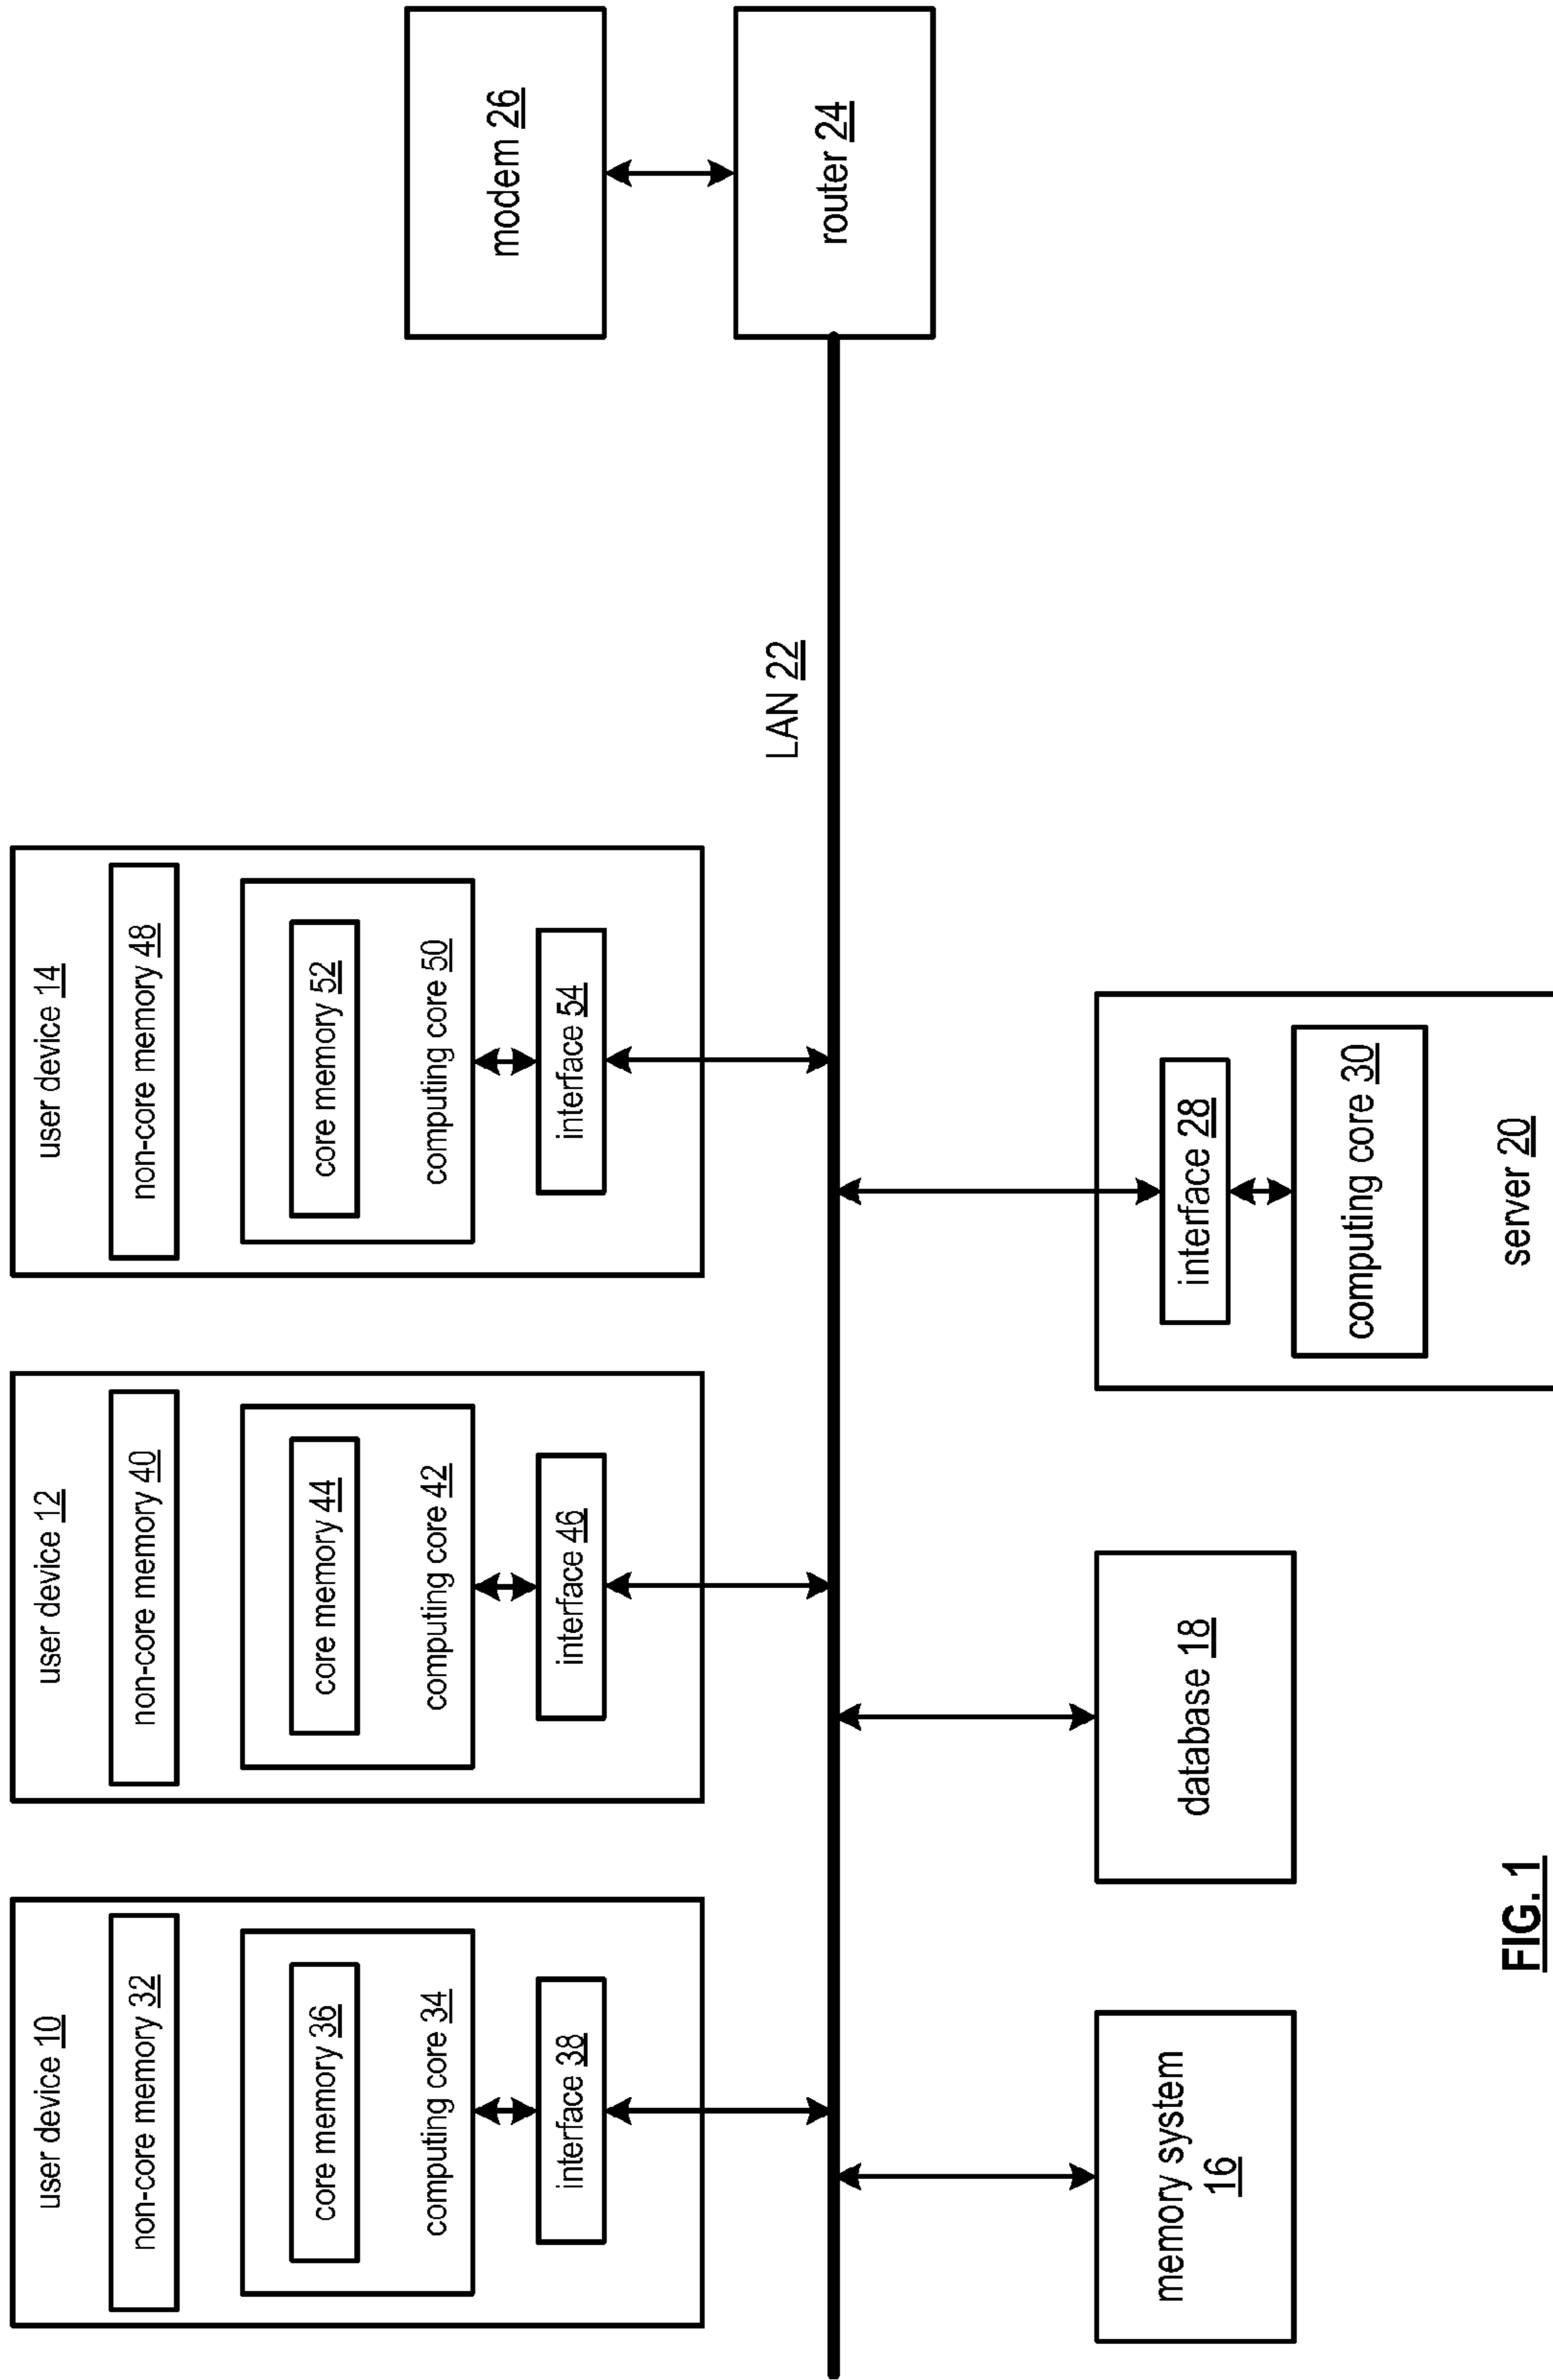 user device 10
non-core memory 32
core memory 36
computing core 34
interface 38
user device 12
non-core memory 40
core memory 44
computing core 42
interface 46
user device 14
non-core memory 48
core memory 52
computing core 50
interface 54
modem 26
router 24
LAN 22
memory system
16
database 18
interface 28
computing core 30
server 20
FIG. 1